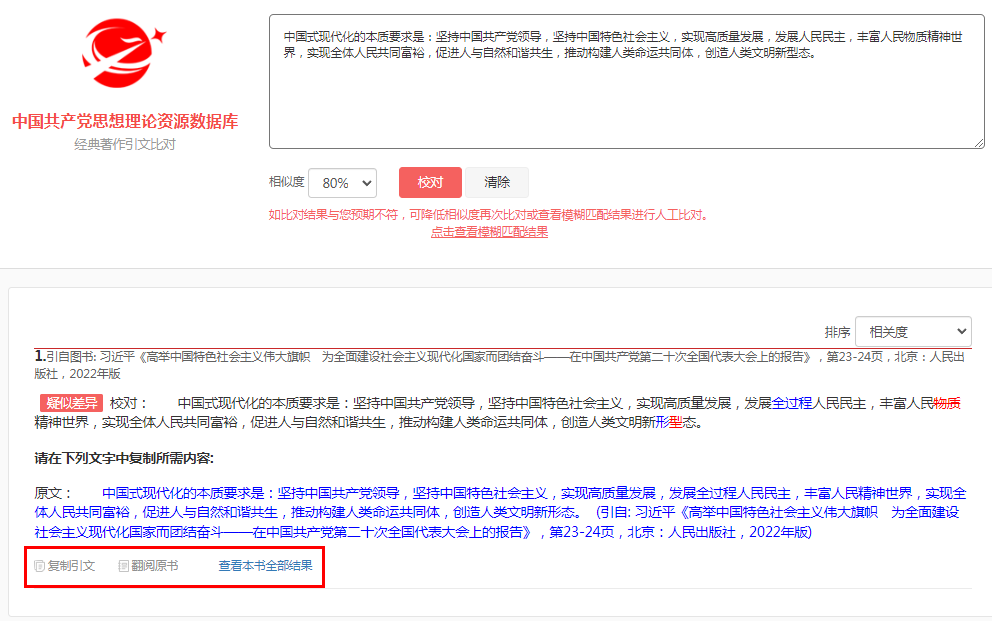 中国共产党思想理论资源数据库
经典著作引文比对
中国式现代化的本质要求是：坚持中国共产党领导，坚持中国特色社会主义，实现高质量发展，发展人民民主，丰富人民物质精神世
界，实现全体人民共同富裕，促进人与自然和谐共生，推动构建人类命运共同体，创造人类文明新型态。
相似度 80% 校对 清除
如比对结果与您预期不符，可降低相似度再次比对或查看模糊匹配结果进行人工比对。
点击查看模糊匹配结果
排序 相关度
1.引自图书: 习近平《高举中国特色社会主义伟大旗帜　为全面建设社会主义现代化国家而团结奋斗——在中国共产党第二十次全国代表大会上的报告》，第23-24页，北京：人民出
版社，2022年版
疑似差异 校对：　　中国式现代化的本质要求是：坚持中国共产党领导，坚持中国特色社会主义，实现高质量发展，发展全过程人民民主，丰富人民物质
精神世界，实现全体人民共同富裕，促进人与自然和谐共生，推动构建人类命运共同体，创造人类文明新形型态。
请在下列文字中复制所需内容:
原文：　　中国式现代化的本质要求是：坚持中国共产党领导，坚持中国特色社会主义，实现高质量发展，发展全过程人民民主，丰富人民精神世界，实现全
体人民共同富裕，促进人与自然和谐共生，推动构建人类命运共同体，创造人类文明新形态。 (引自: 习近平《高举中国特色社会主义伟大旗帜　为全面建设
社会主义现代化国家而团结奋斗——在中国共产党第二十次全国代表大会上的报告》，第23-24页，北京：人民出版社，2022年版)
复制引文 翻阅原书 查看本书全部结果